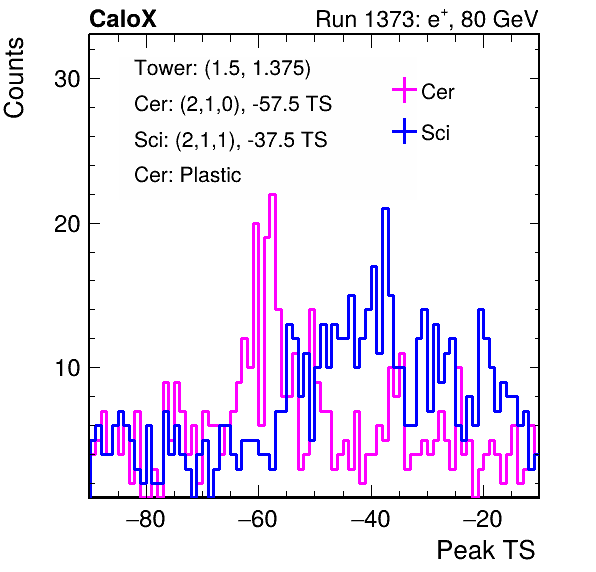 CaloX Run 1373: e⁺, 80 GeV
Counts
Tower: (1.5, 1.375)
Cer: (2,1,0), -57.5 TS
Sci: (2,1,1), -37.5 TS
Cer: Plastic
Cer
Sci
30
20
10
−80 −60 −40 −20
Peak TS